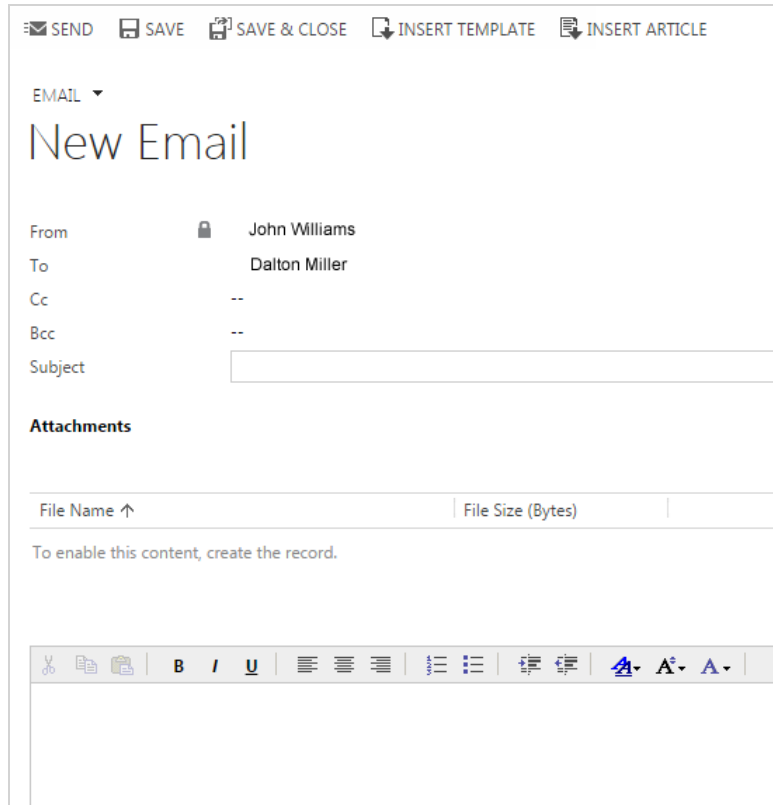 SEND SAVE SAVE & CLOSE INSERT TEMPLATE INSERT ARTICLE
EMAIL
New Email
From John Williams
To Dalton Miller
Cc --
Bcc --
Subject
Attachments
File Name ↑ File Size (Bytes)
To enable this content, create the record.
B I U A A A